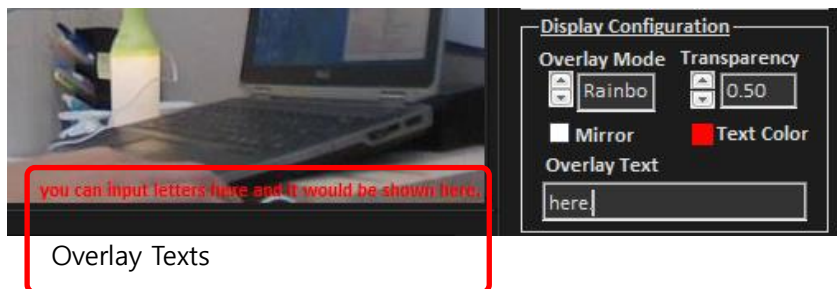 Display Configuration
Overlay Mode Transparency
Rainbo 0.50
Mirror Text Color
Overlay Text
here.
you can input letters here and it would be shown here.
Overlay Texts